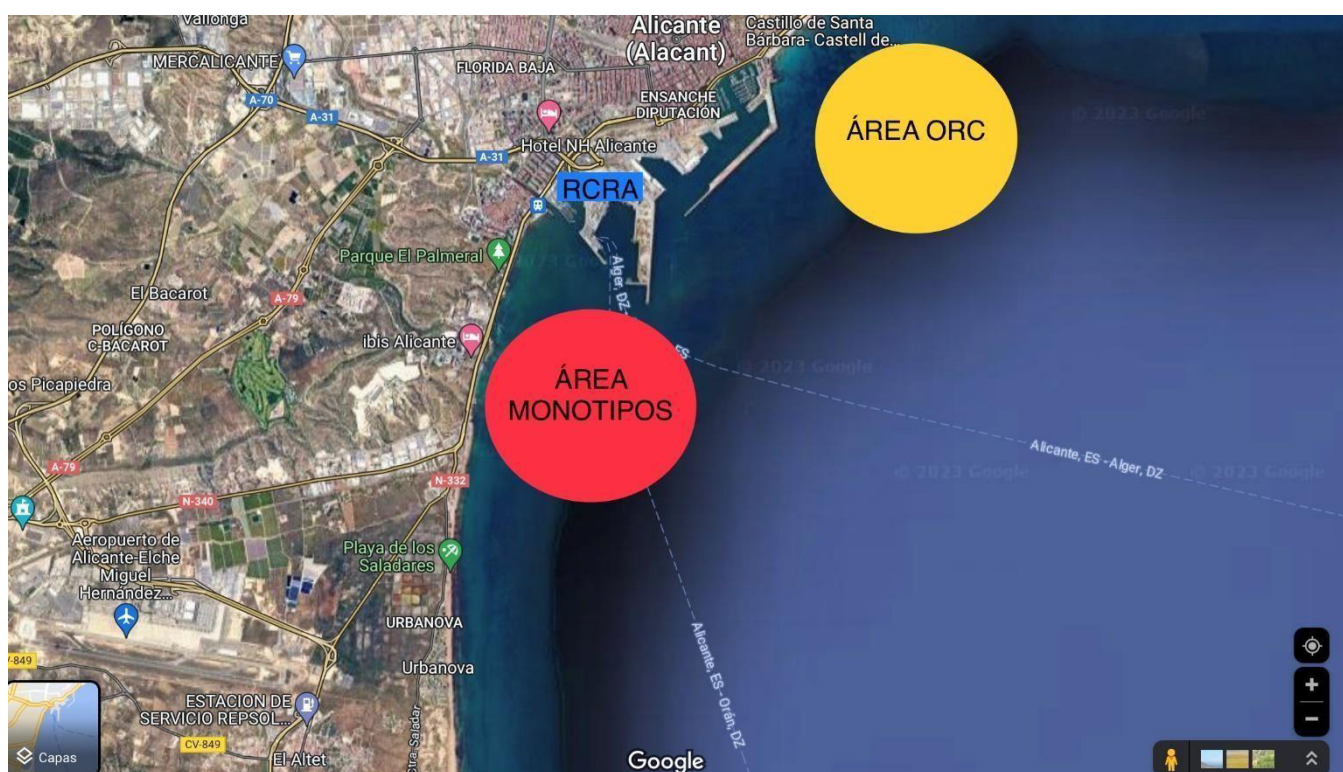 Vallonga
MERCALICANTE
A-70
A-31
FLORIDA BAJA
Alicante
(Alacant)
Castillo de Santa
Bárbara- Castell de...
ENSANCHE
DIPUTACIÓN
Hotel NH Alicante
A-31
RCRA
ÁREA ORC
© 2023 Google
Parque El Palmeral
El Bacarot
A-79
POLÍGONO
C-BACAROT
ibis Alicante
os Picapiedra
Alger, DZ
ES
© 2023 Google
ÁREA
MONOTIPOS
Alicante, ES - Alger, DZ
© 2023 Google
© 2023 Google
A-79
N-332
N-340
Aeropuerto de
Alicante-Elche
Miguel
Hernández...
Playa de los
Saladares
URBANOVA
Urbanova
Alicante, ES - Orán, DZ
V-849
ESTACION DE
SERVICIO REPSOL...
CV-849
El Altet
Ctra. Saladar
Capas
Google